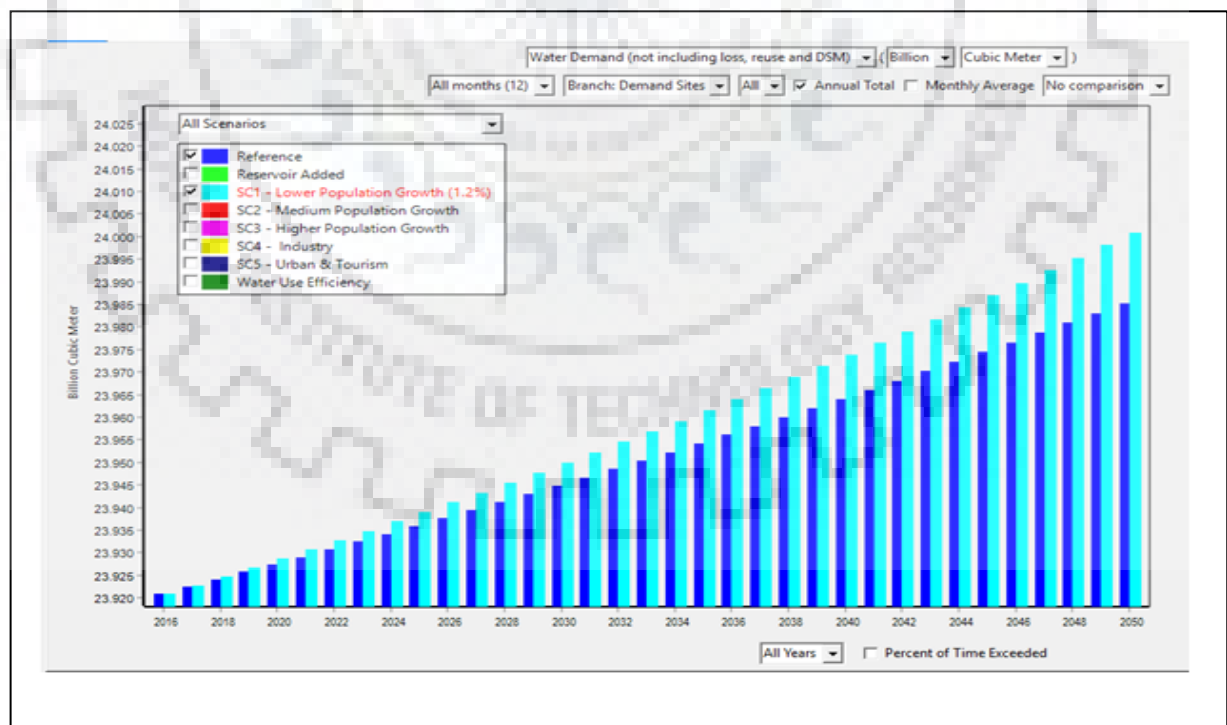 Water Demand (not including loss, reuse and DSM) ( Billion Cubic Meter )
All months (12) Branch: Demand Sites All Annual Total Monthly Average No comparison
All Scenarios
Reference
Reservoir Added
SC1 - Lower Population Growth (1.2%)
SC2 - Medium Population Growth
SC3 - Higher Population Growth
SC4 - Industry
SC5 - Urban & Tourism
Water Use Efficiency
Billion Cubic Meter
24.025
24.020
24.015
24.010
24.005
24.000
23.995
23.990
23.985
23.980
23.975
23.970
23.965
23.960
23.955
23.950
23.945
23.940
23.935
23.930
23.925
23.920
2016 2018 2020 2022 2024 2026 2028 2030 2032 2034 2036 2038 2040 2042 2044 2046 2048 2050
All Years Percent of Time Exceeded
INSTITUTE OF TECHNOLOGY